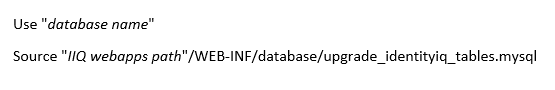 Use "database name"
Source "IIQ webapps path"/WEB-INF/database/upgrade_identityiq_tables.mysql